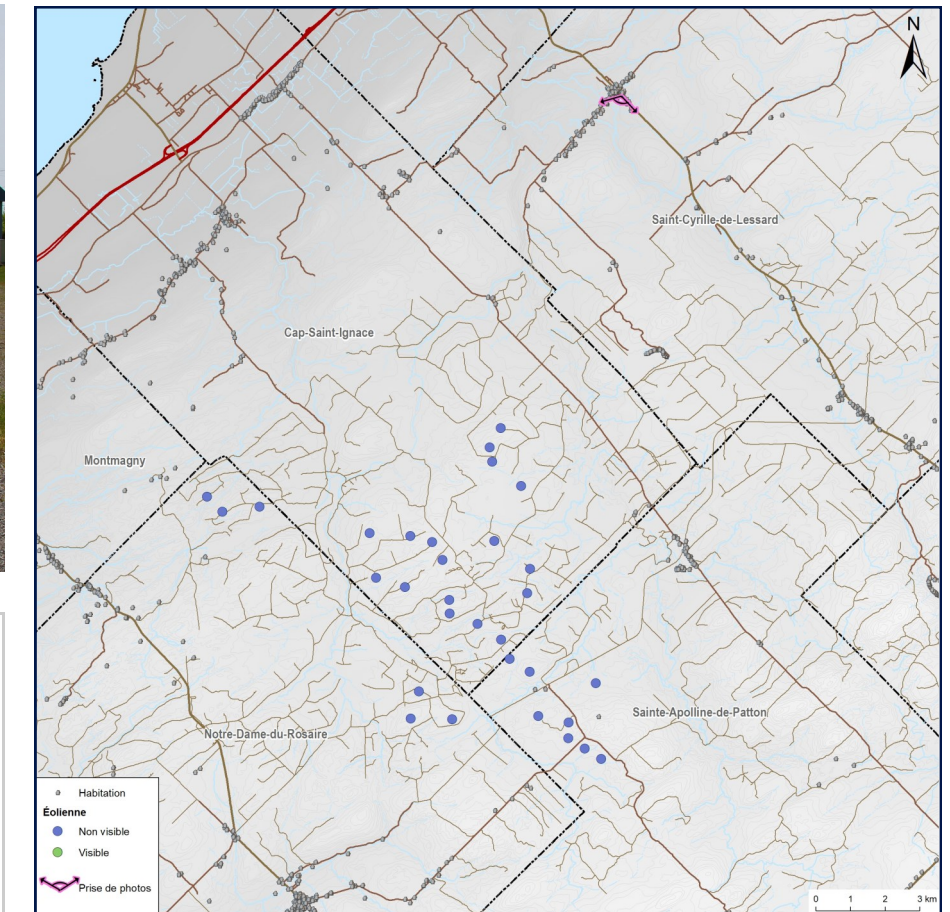 N
Saint-Cyrille-de-Lessard
Cap-Saint-Ignace
Montmagny
Sainte-Apolline-de-Patton
Notre-Dame-du-Rosaire
Habitation
Éolienne
Non visible
Visible
Prise de photos
0 1 2 3 km